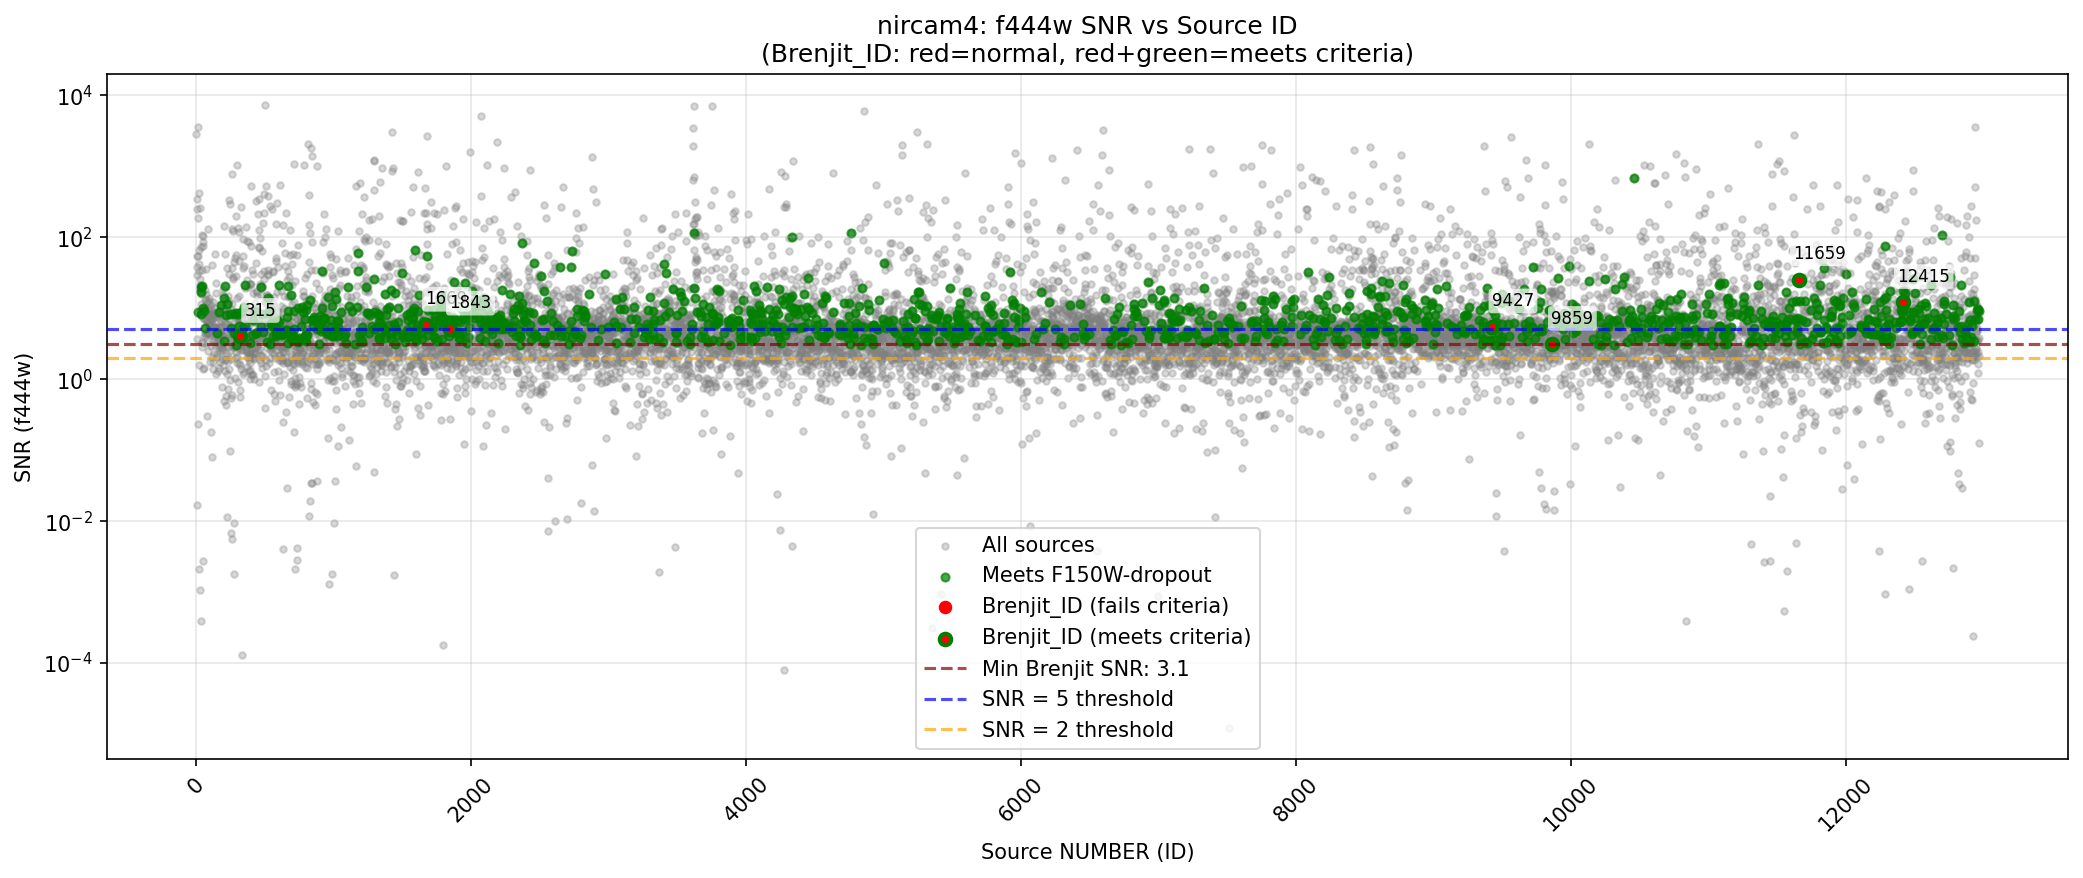 nircam4: f444w SNR vs Source ID
(Brenjit_ID: red=normal, red+green=meets criteria)
SNR (f444w)
10⁴
10²
10⁰
10⁻²
10⁻⁴
11659
12415
9427
9859
315
1843
All sources
Meets F150W-dropout
Brenjit_ID (fails criteria)
Brenjit_ID (meets criteria)
Min Brenjit SNR: 3.1
SNR = 5 threshold
SNR = 2 threshold
0
2000
4000
6000
8000
10000
12000
Source NUMBER (ID)